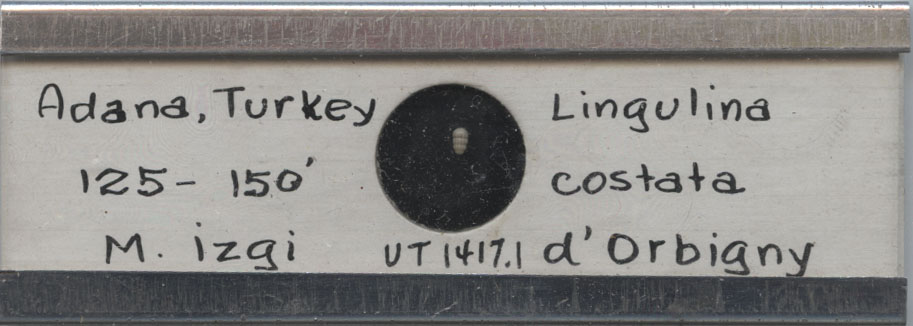 Adana, Turkey
125 - 150'
M. izgi
Lingulina
costata
d'Orbigny
UT 1417.1